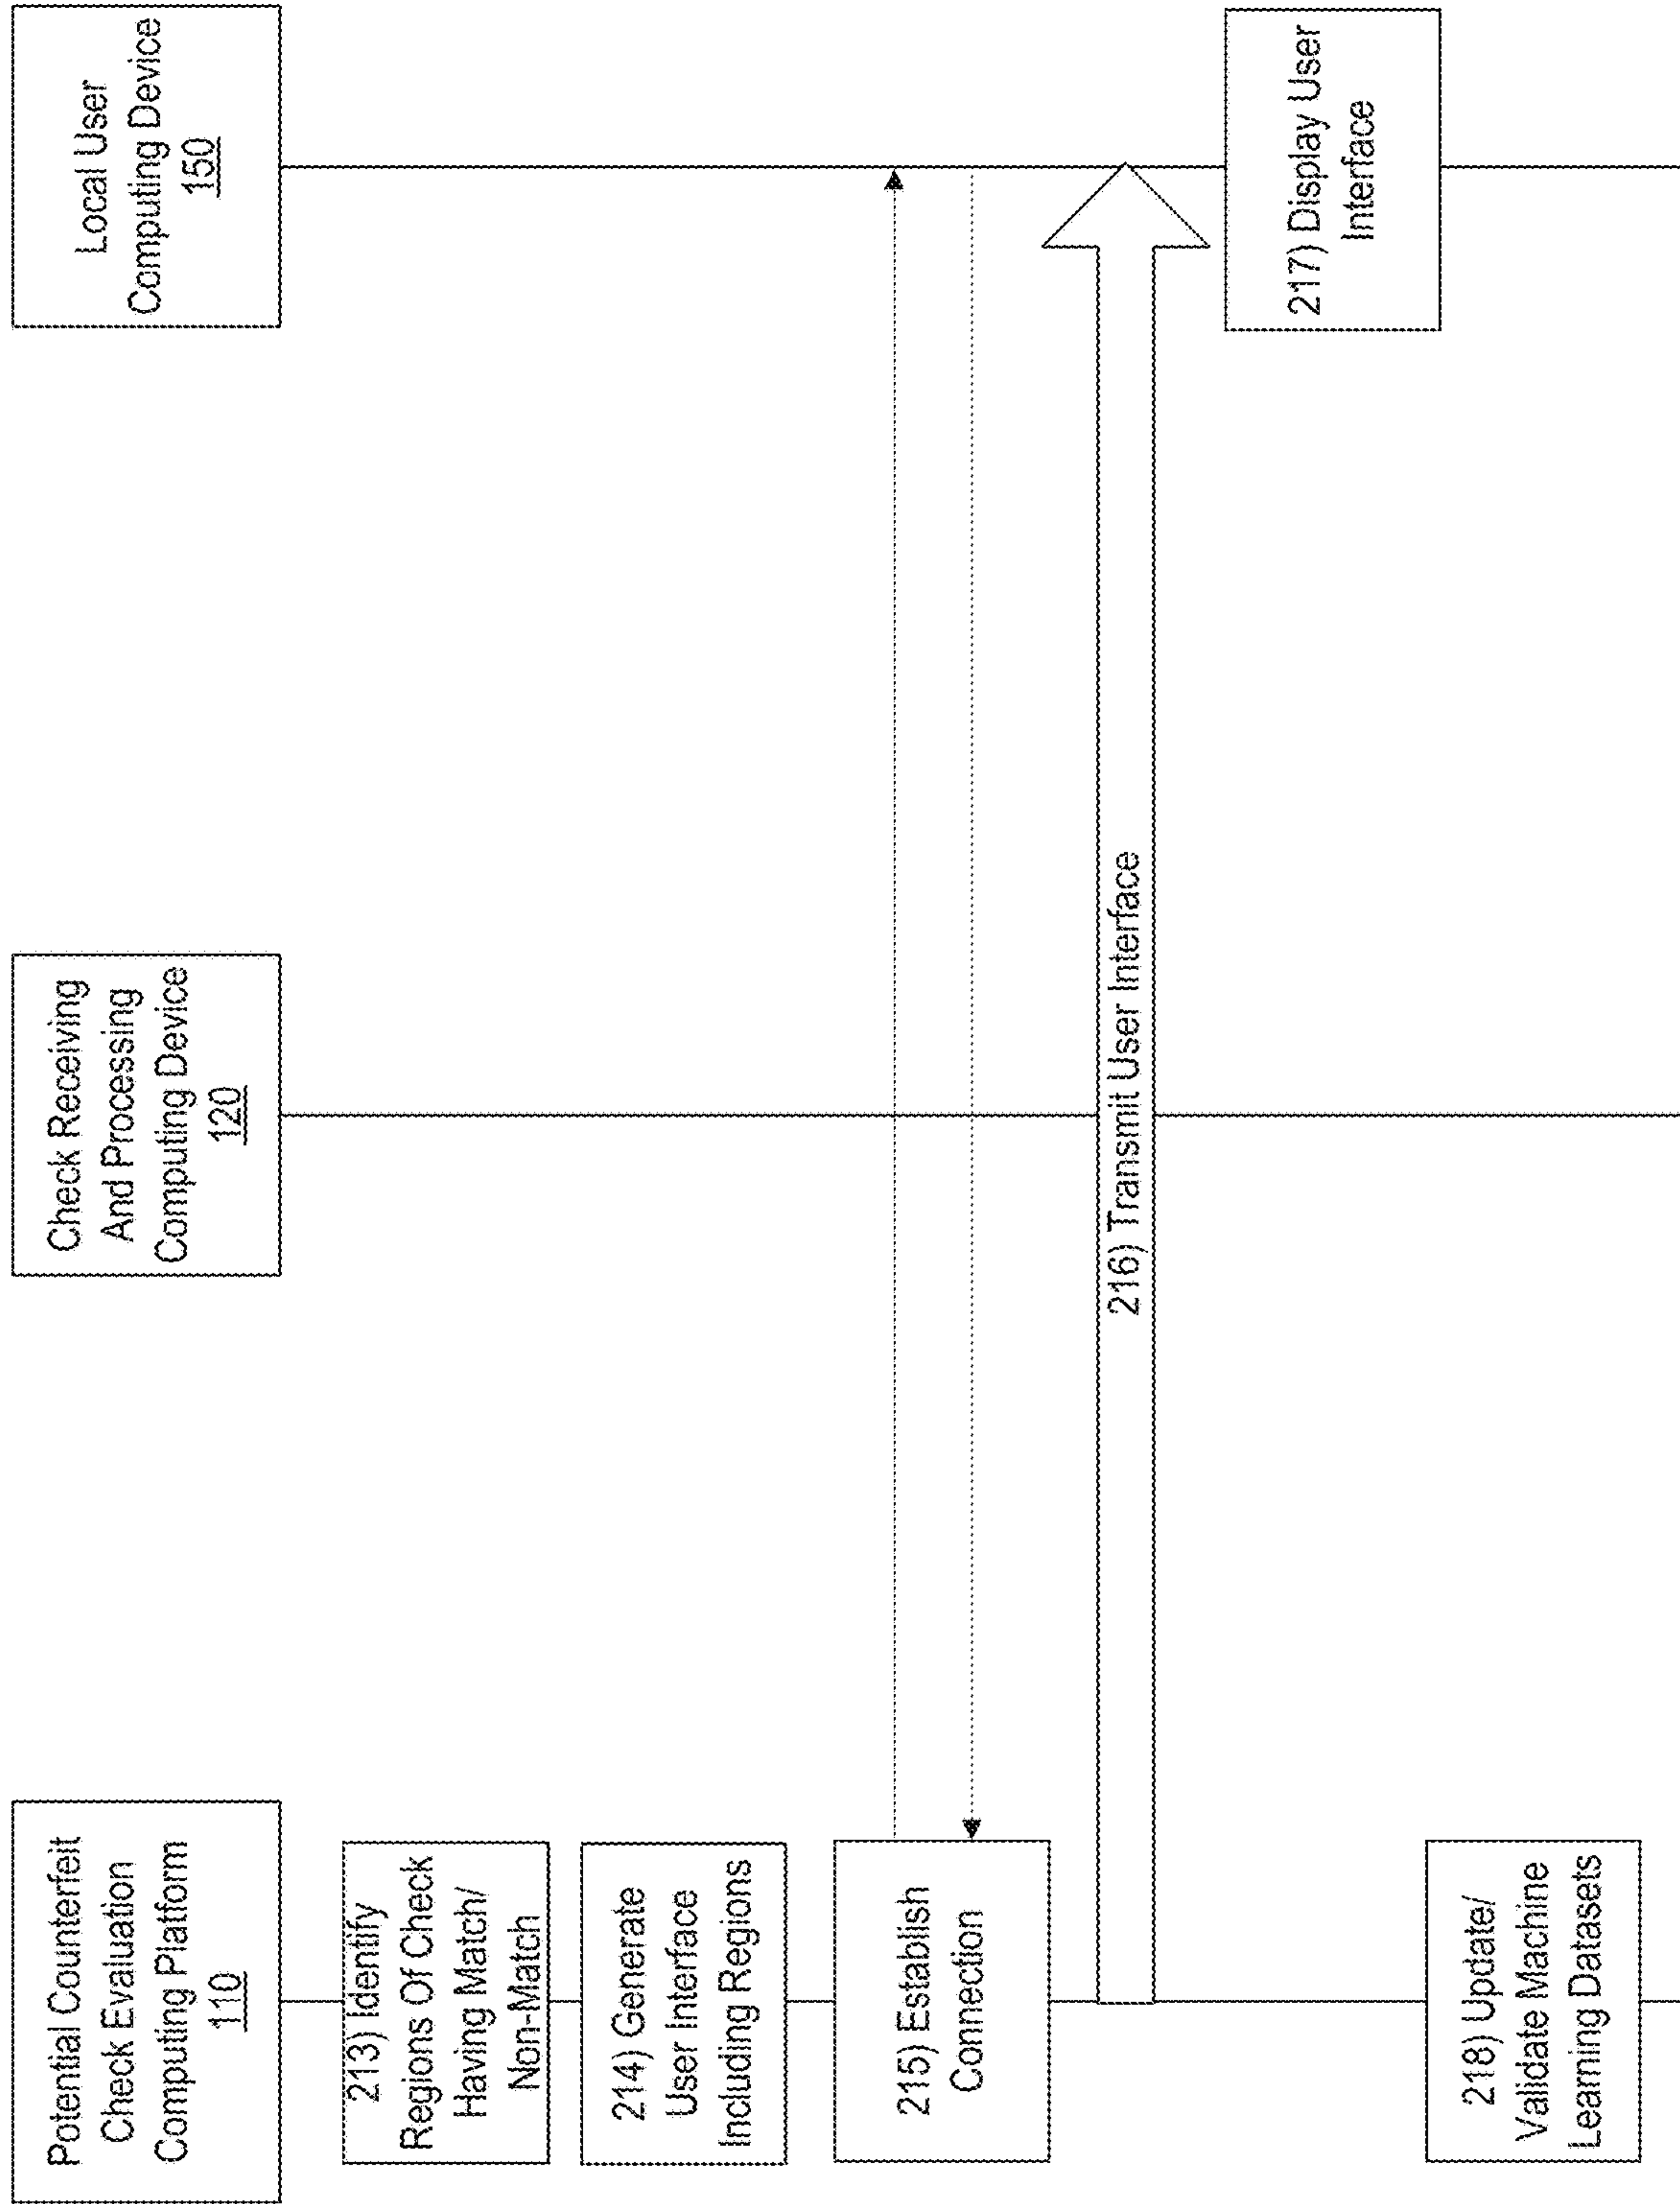 Potential Counterfeit
Check Evaluation
Computing Platform
110
Check Receiving
And Processing
Computing Device
120
Local User
Computing Device
150
213) Identify
Regions Of Check
Having Match/
Non-Match
214) Generate
User Interface
Including Regions
215) Establish
Connection
216) Transmit User Interface
217) Display User
Interface
218) Update/
Validate Machine
Learning Datasets